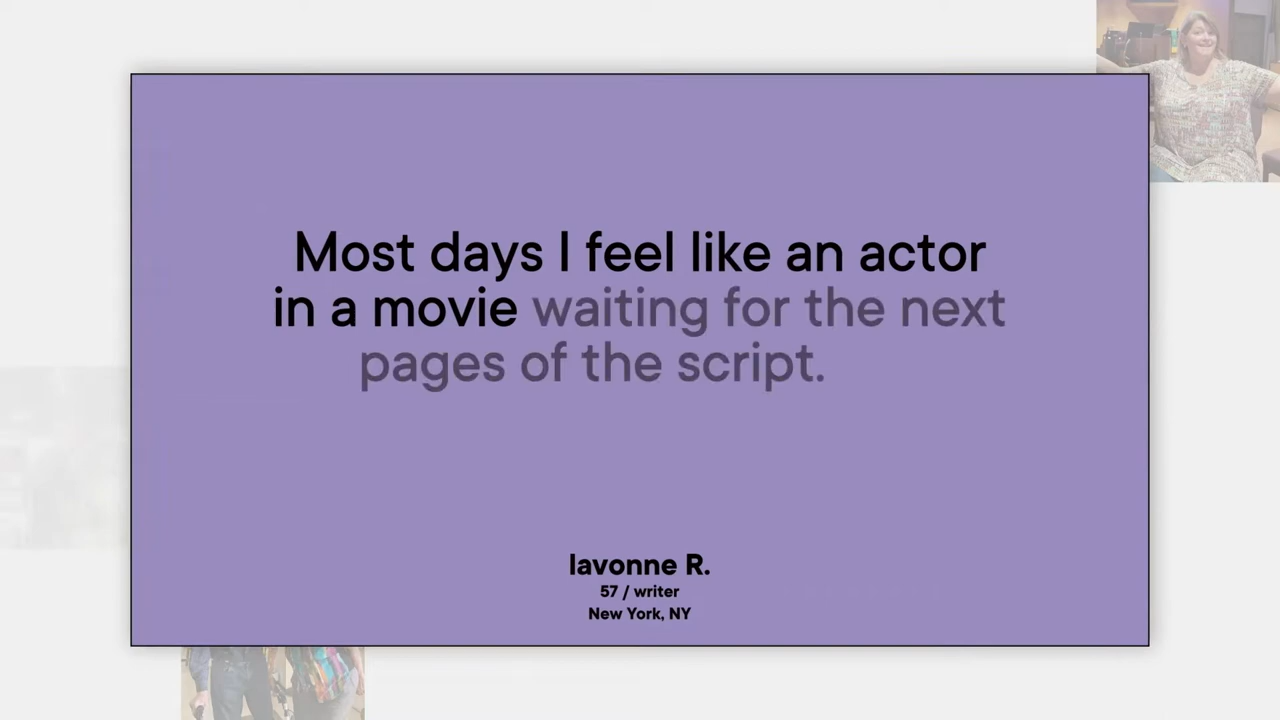 Most days I feel like an actor
in a movie waiting for the next
pages of the script.
lavonne R.
57 / writer
New York, NY